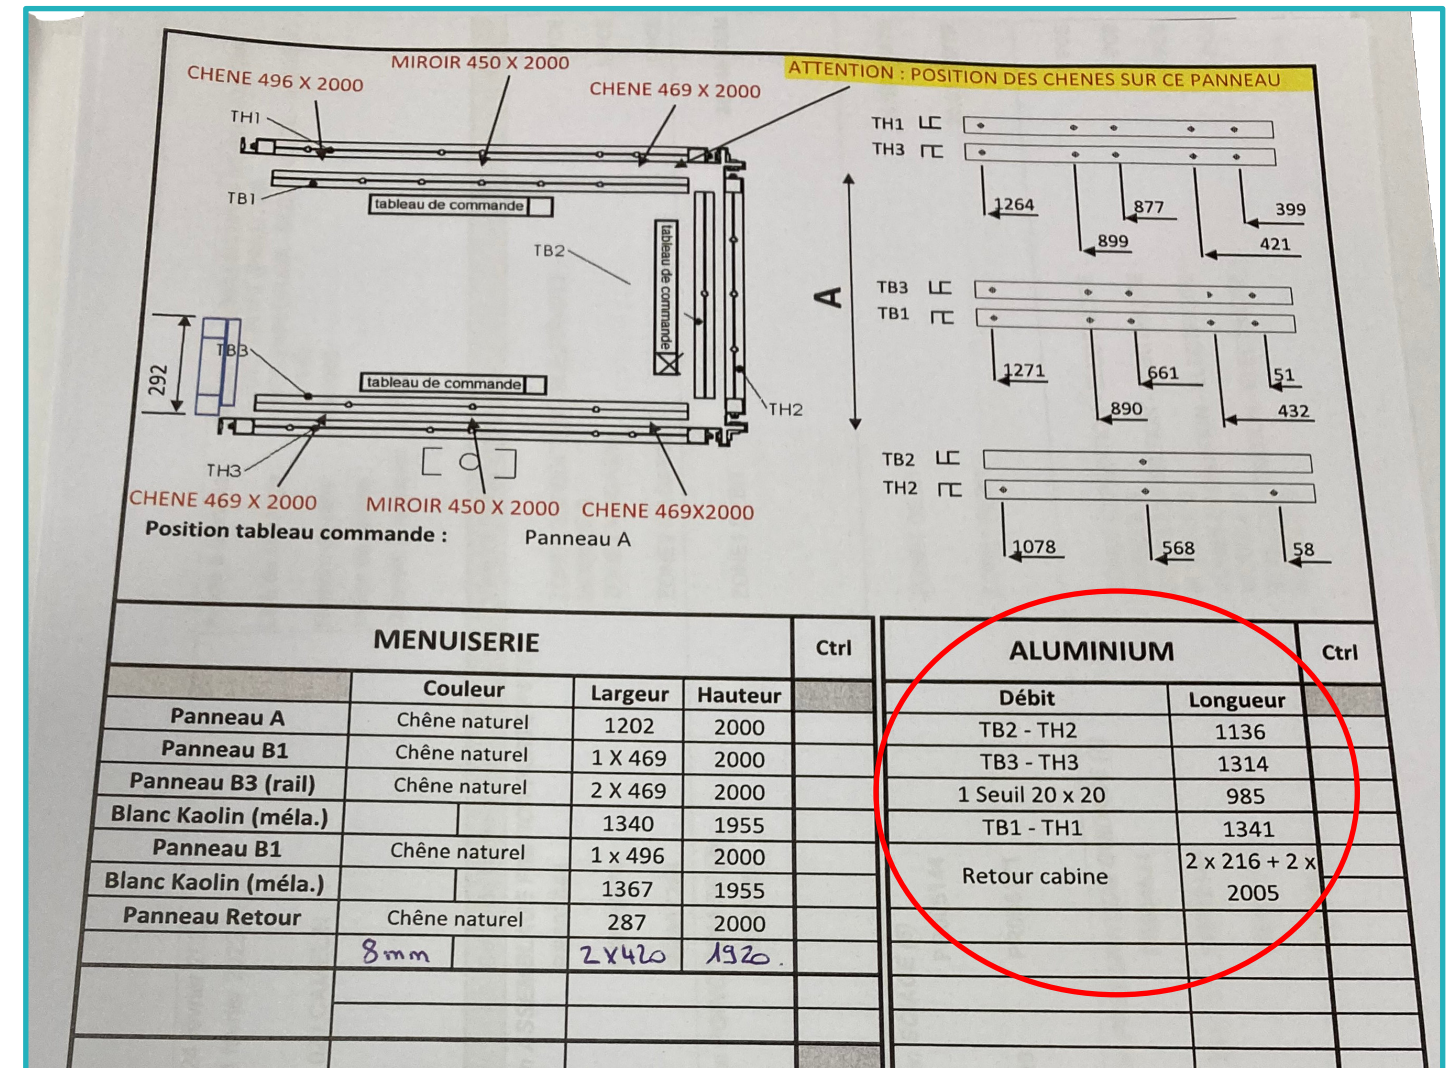 CHENE 496 X 2000
MIROIR 450 X 2000
CHENE 469 X 2000
ATTENTION : POSITION DES CHENES SUR CE PANNEAU
TH1
TB1
tableau de commande
TB2
tableau de commande
A
292
TB3
tableau de commande
TH2
TH3
CHENE 469 X 2000
MIROIR 450 X 2000
CHENE 469X2000
Position tableau commande : Panneau A
TH1
TH3
1264
899
877
421
399
TB3
TB1
1271
890
661
432
51
TB2
TH2
1078
568
58
MENUISERIE Ctrl
Couleur Largeur Hauteur
Panneau A Chêne naturel 1202 2000
Panneau B1 Chêne naturel 1 X 469 2000
Panneau B3 (rail) Chêne naturel 2 X 469 2000
Blanc Kaolin (méla.) 1340 1955
Panneau B1 Chêne naturel 1 x 496 2000
Blanc Kaolin (méla.) 1367 1955
Panneau Retour Chêne naturel 287 2000
8mm 2x420 1920.
ALUMINIUM Ctrl
Débit Longueur
TB2 - TH2 1136
TB3 - TH3 1314
1 Seuil 20 x 20 985
TB1 - TH1 1341
Retour cabine 2 x 216 + 2 x
2005